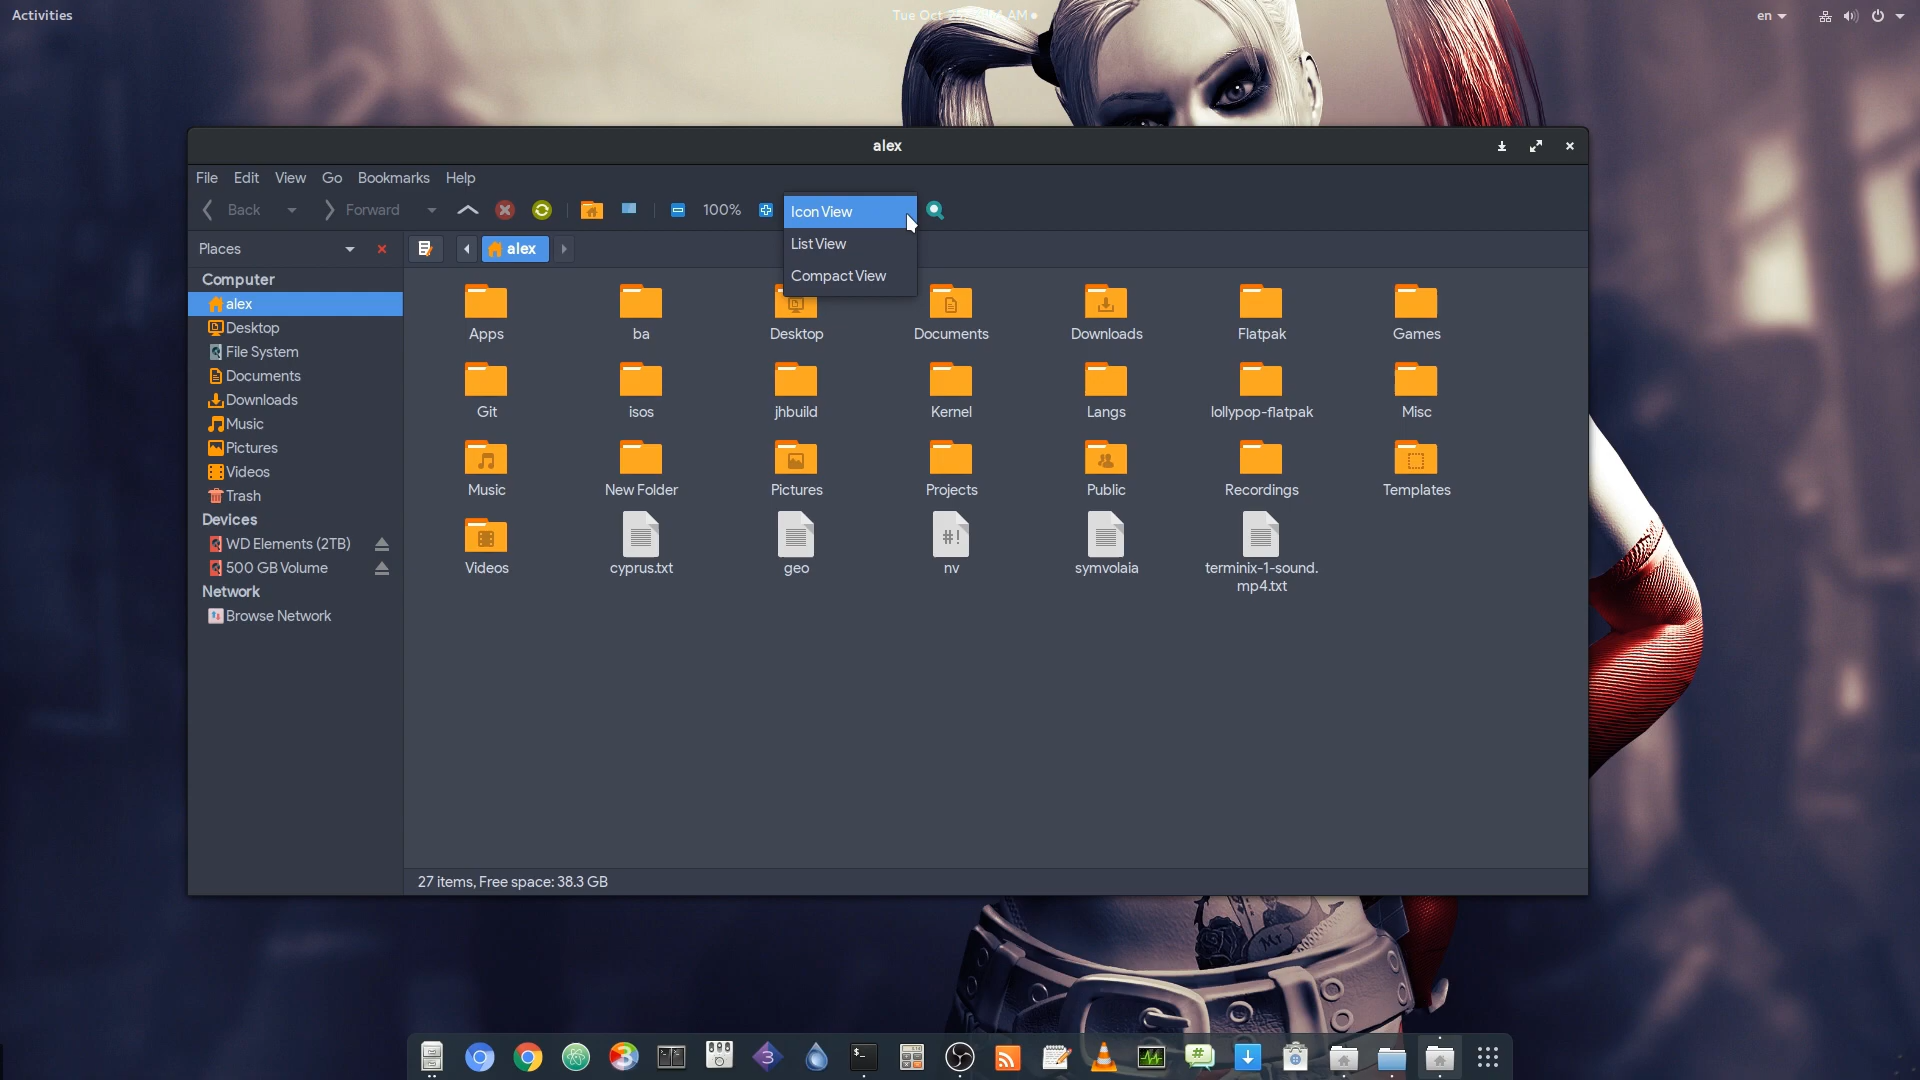 Activities
Tue Oct
AM
en
alex
File Edit View Go Bookmarks Help
Back Forward 100% Icon View
List View
Compact View
Places
alex
Computer
alex
Desktop
File System
Documents
Downloads
Music
Pictures
Videos
Trash
Devices
WD Elements (2TB)
500 GB Volume
Network
Browse Network
Apps ba Desktop Documents Downloads Flatpak Games
Git isos jhbuild Kernel Langs lollypop-flatpak Misc
Music New Folder Pictures Projects Public Recordings Templates
Videos cyprus.txt geo nv symvolaia terminix-1-sound.
mp4.txt
#!
27 items, Free space: 38.3 GB
Mr J